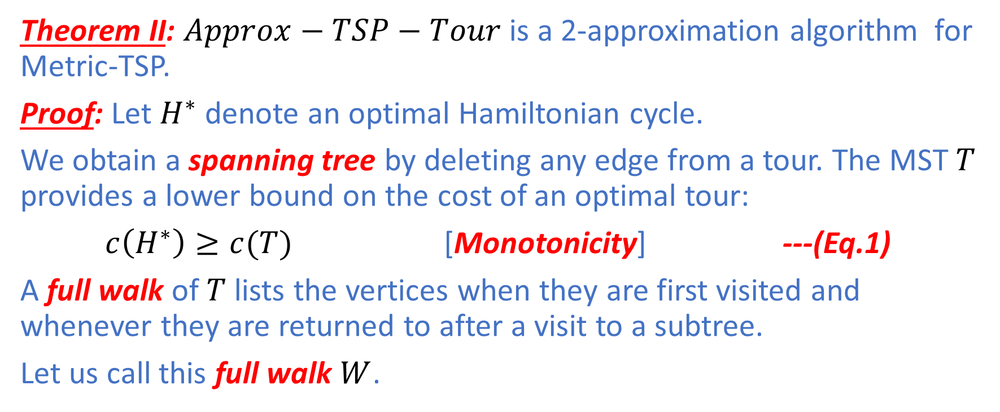 Theorem II: Approx − TSP − Tour is a 2-approximation algorithm for
Metric-TSP.
Proof: Let H* denote an optimal Hamiltonian cycle.
We obtain a spanning tree by deleting any edge from a tour. The MST T
provides a lower bound on the cost of an optimal tour:
c(H*) ≥ c(T) [Monotonicity] ---(Eq.1)
A full walk of T lists the vertices when they are first visited and
whenever they are returned to after a visit to a subtree.
Let us call this full walk W.